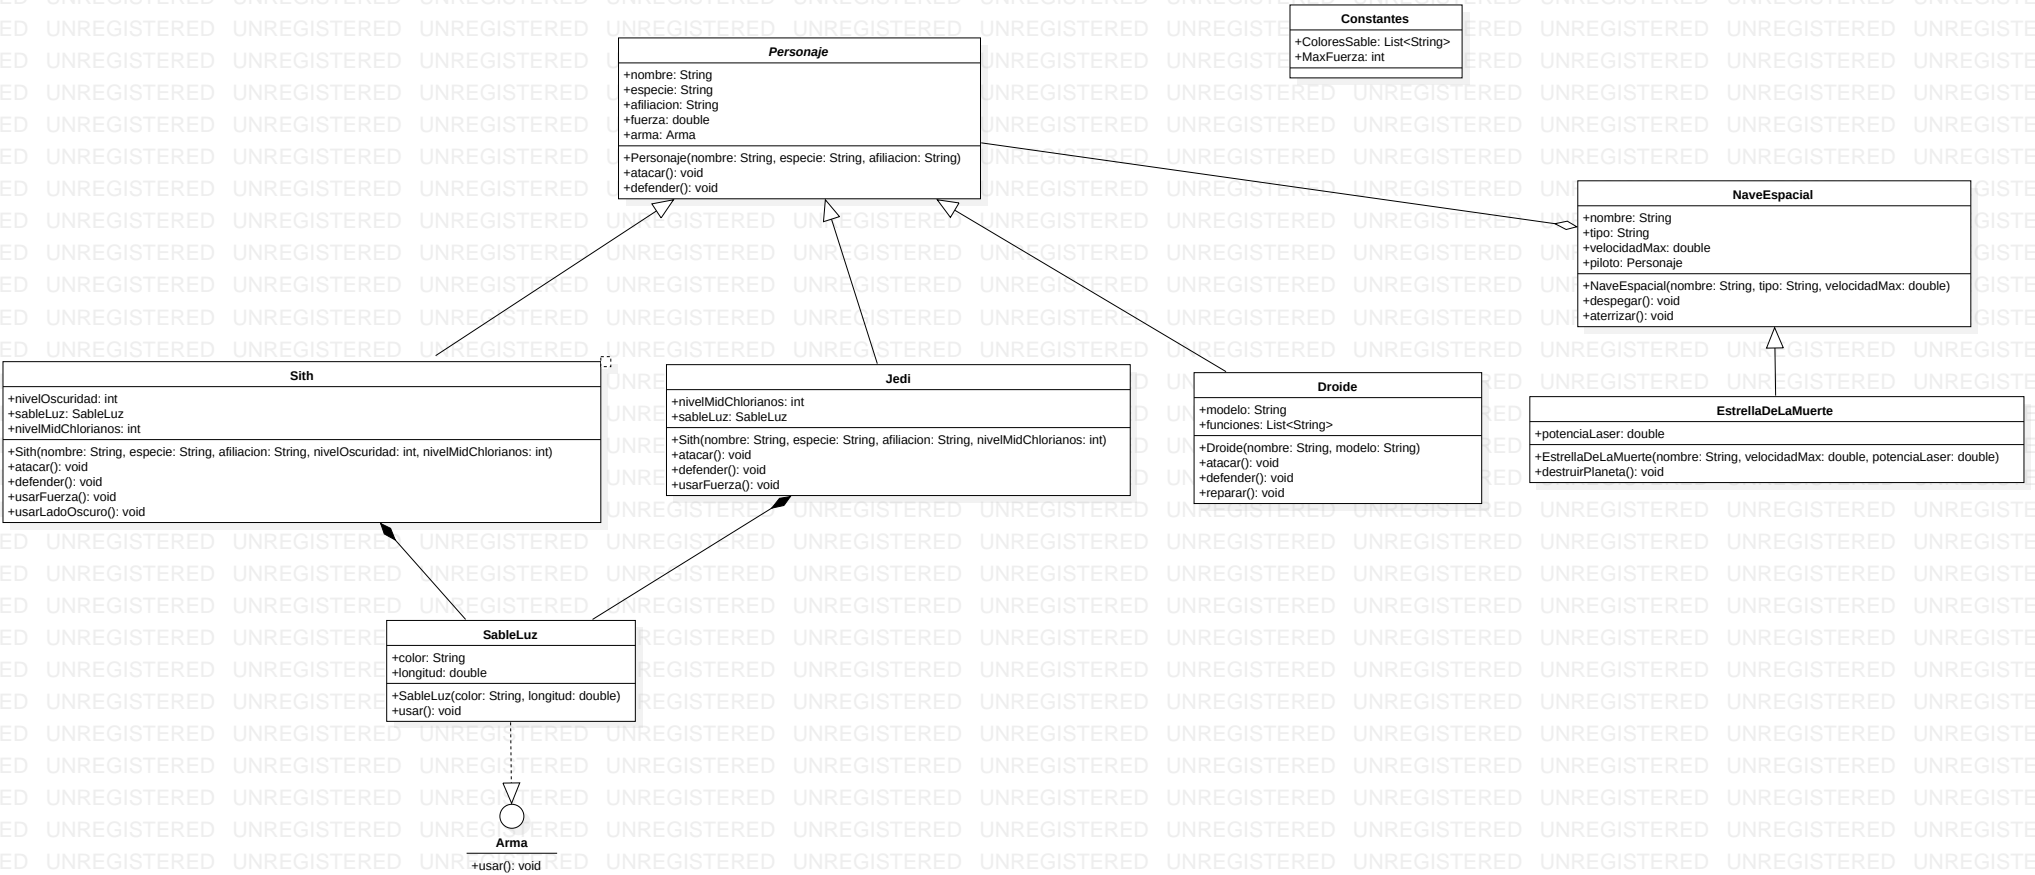 Constantes
+ColoresSable: List<String>
+MaxFuerza: int
Personaje
+nombre: String
+especie: String
+afiliacion: String
+fuerza: double
+arma: Arma
+Personaje(nombre: String, especie: String, afiliacion: String)
+atacar(): void
+defender(): void
NaveEspacial
+nombre: String
+tipo: String
+velocidadMax: double
+piloto: Personaje
+NaveEspacial(nombre: String, tipo: String, velocidadMax: double)
+despegar(): void
+aterrizar(): void
Sith
+nivelOscuridad: int
+sableLuz: SableLuz
+nivelMidChlorianos: int
+Sith(nombre: String, especie: String, afiliacion: String, nivelOscuridad: int, nivelMidChlorianos: int)
+atacar(): void
+defender(): void
+usarFuerza(): void
+usarLadoOscuro(): void
Jedi
+nivelMidChlorianos: int
+sableLuz: SableLuz
+Sith(nombre: String, especie: String, afiliacion: String, nivelMidChlorianos: int)
+atacar(): void
+defender(): void
+usarFuerza(): void
Droide
+modelo: String
+funciones: List<String>
+Droide(nombre: String, modelo: String)
+atacar(): void
+defender(): void
+reparar(): void
EstrellaDeLaMuerte
+potenciaLaser: double
+EstrellaDeLaMuerte(nombre: String, velocidadMax: double, potenciaLaser: double)
+destruirPlaneta(): void
SableLuz
+color: String
+longitud: double
+SableLuz(color: String, longitud: double)
+usar(): void
Arma
+usar(): void
UNREGISTERED